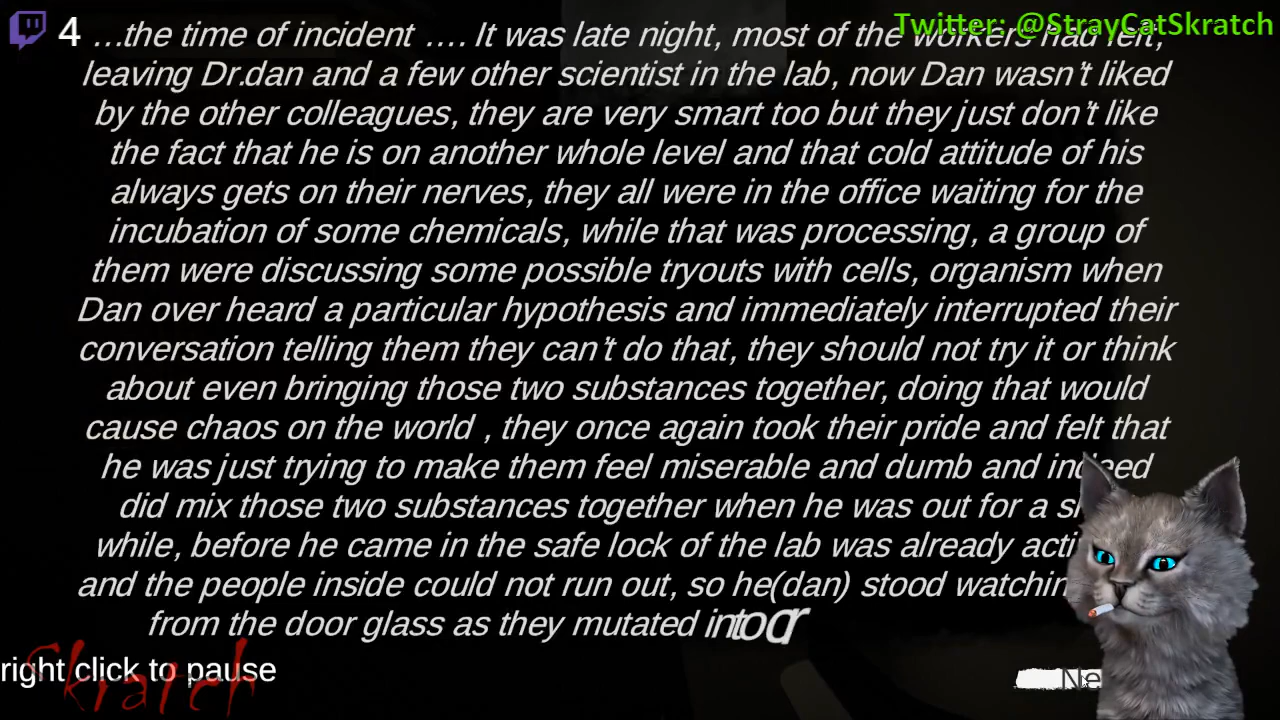 Twitter: @StrayCatSkratch
4 ...the time of incident .... It was late night, most of the workers had left,
leaving Dr.dan and a few other scientist in the lab, now Dan wasn't liked
by the other colleagues, they are very smart too but they just don't like
the fact that he is on another whole level and that cold attitude of his
always gets on their nerves, they all were in the office waiting for the
incubation of some chemicals, while that was processing, a group of
them were discussing some possible tryouts with cells, organism when
Dan over heard a particular hypothesis and immediately interrupted their
conversation telling them they can't do that, they should not try it or think
about even bringing those two substances together, doing that would
cause chaos on the world , they once again took their pride and felt that
he was just trying to make them feel miserable and dumb and indeed
did mix those two substances together when he was out for a
while, before he came in the safe lock of the lab was already
and the people inside could not run out, so he(dan) stood
from the door glass as they mutated into
right click to pause
Skratch